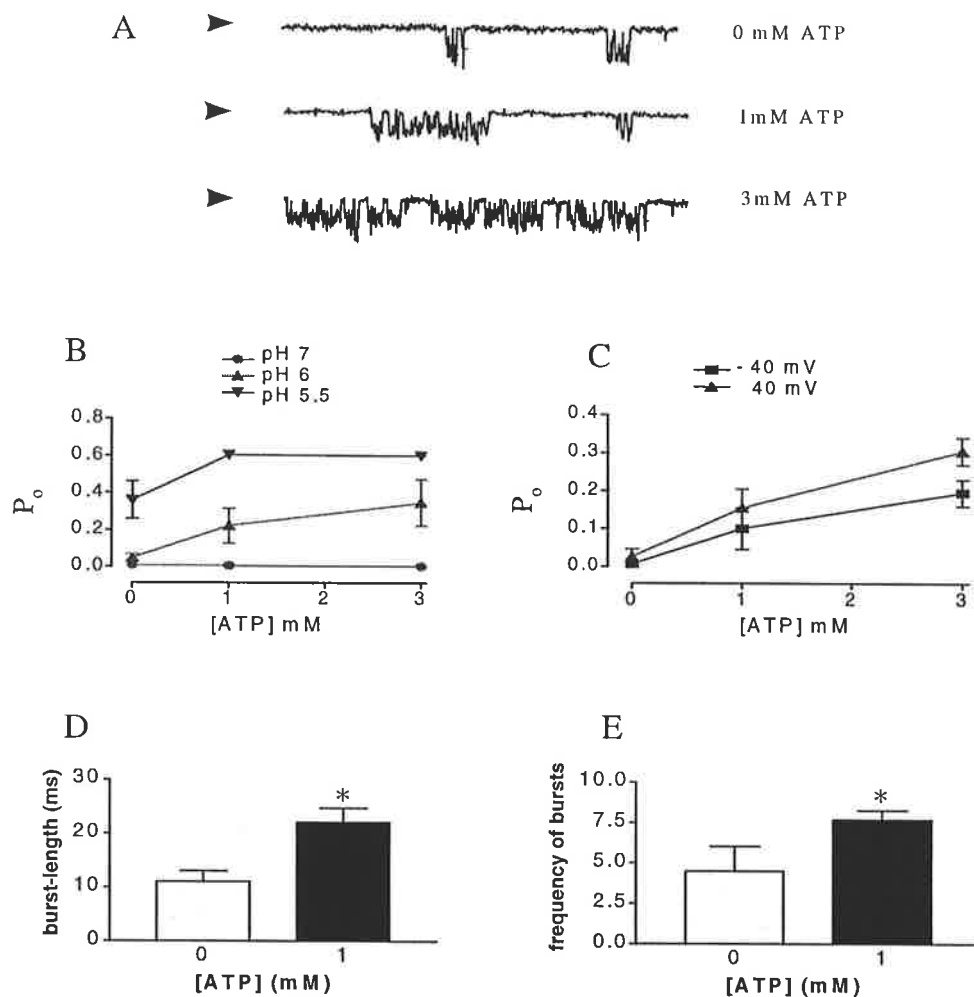 A
0 mM ATP
1mM ATP
3mM ATP
B
pH 7
pH 6
pH 5.5
0.8
0.6
0.4
0.2
0.0
Po
0 1 2 3
[ATP] mM
C
- 40 mV
40 mV
0.4
0.3
0.2
0.1
0.0
Po
0 1 2 3
[ATP] mM
D
30
20
10
0
burst-length (ms)
*
0 1
[ATP] (mM)
E
10.0
7.5
5.0
2.5
0.0
frequency of bursts
*
0 1
[ATP] (mM)